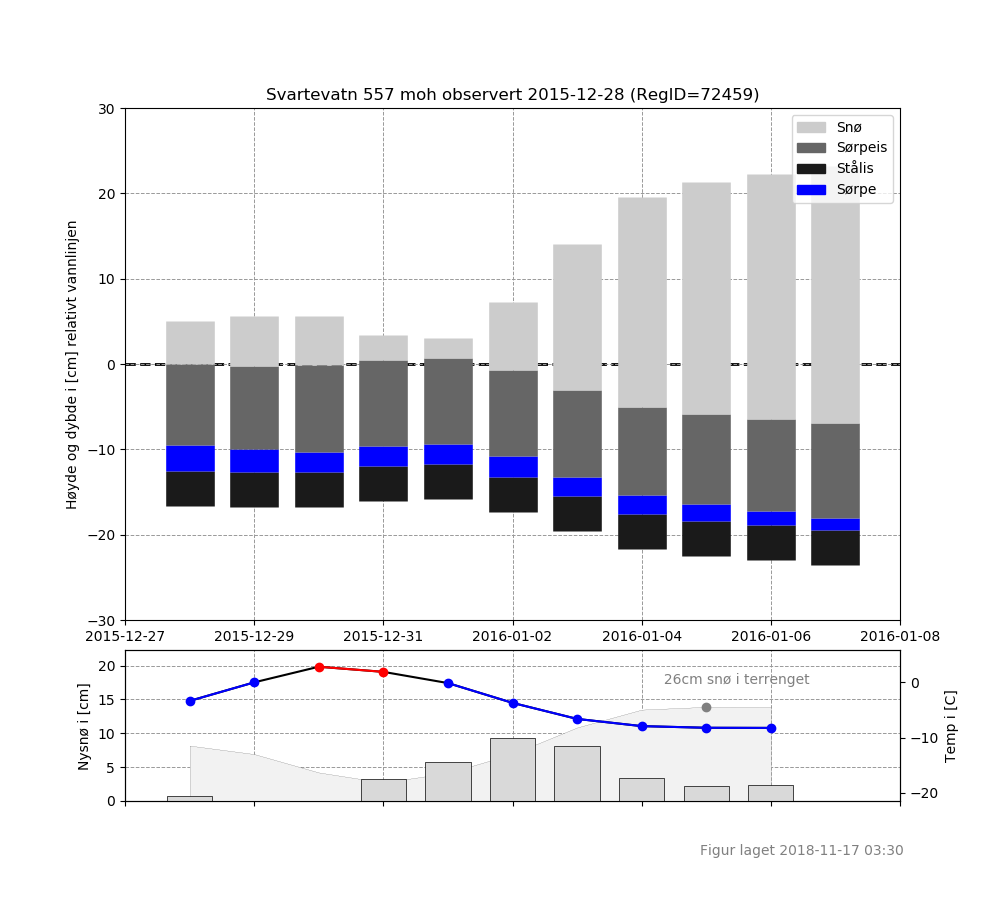 Svartevatn 557 moh observert 2015-12-28 (RegID=72459)
Høyde og dybde i [cm] relativt vannlinjen
30
20
10
0
−10
−20
−30
Snø
Sørpeis
Stålis
Sørpe
2015-12-27 2015-12-29 2015-12-31 2016-01-02 2016-01-04 2016-01-06 2016-01-08
Nysnø i [cm]
20
15
10
5
0
26cm snø i terrenget
0
−10
−20
Temp i [C]
Figur laget 2018-11-17 03:30